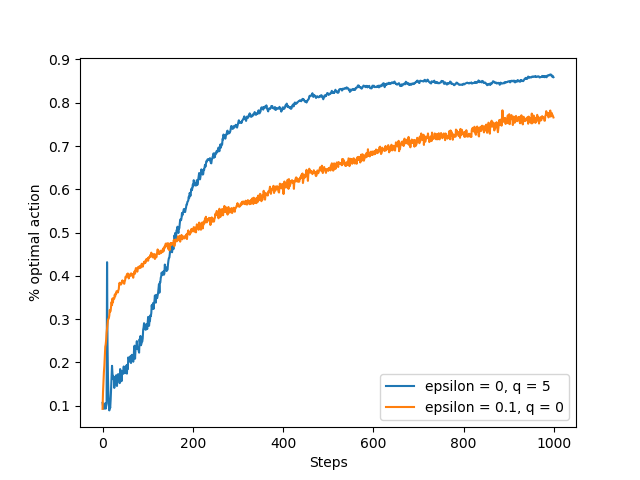 0.9
0.8
0.7
0.6
0.5
0.4
0.3
0.2
0.1
% optimal action
epsilon = 0, q = 5
epsilon = 0.1, q = 0
0 200 400 600 800 1000
Steps